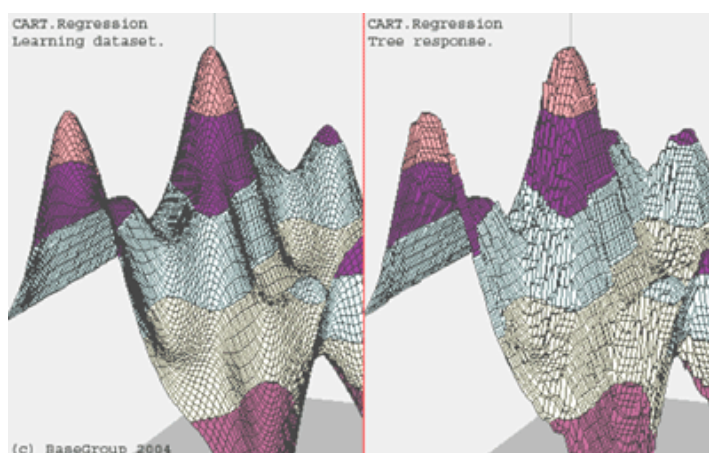 CART.Regression
Learning dataset.
CART.Regression
Tree response.
(c) BaseGroup 2004